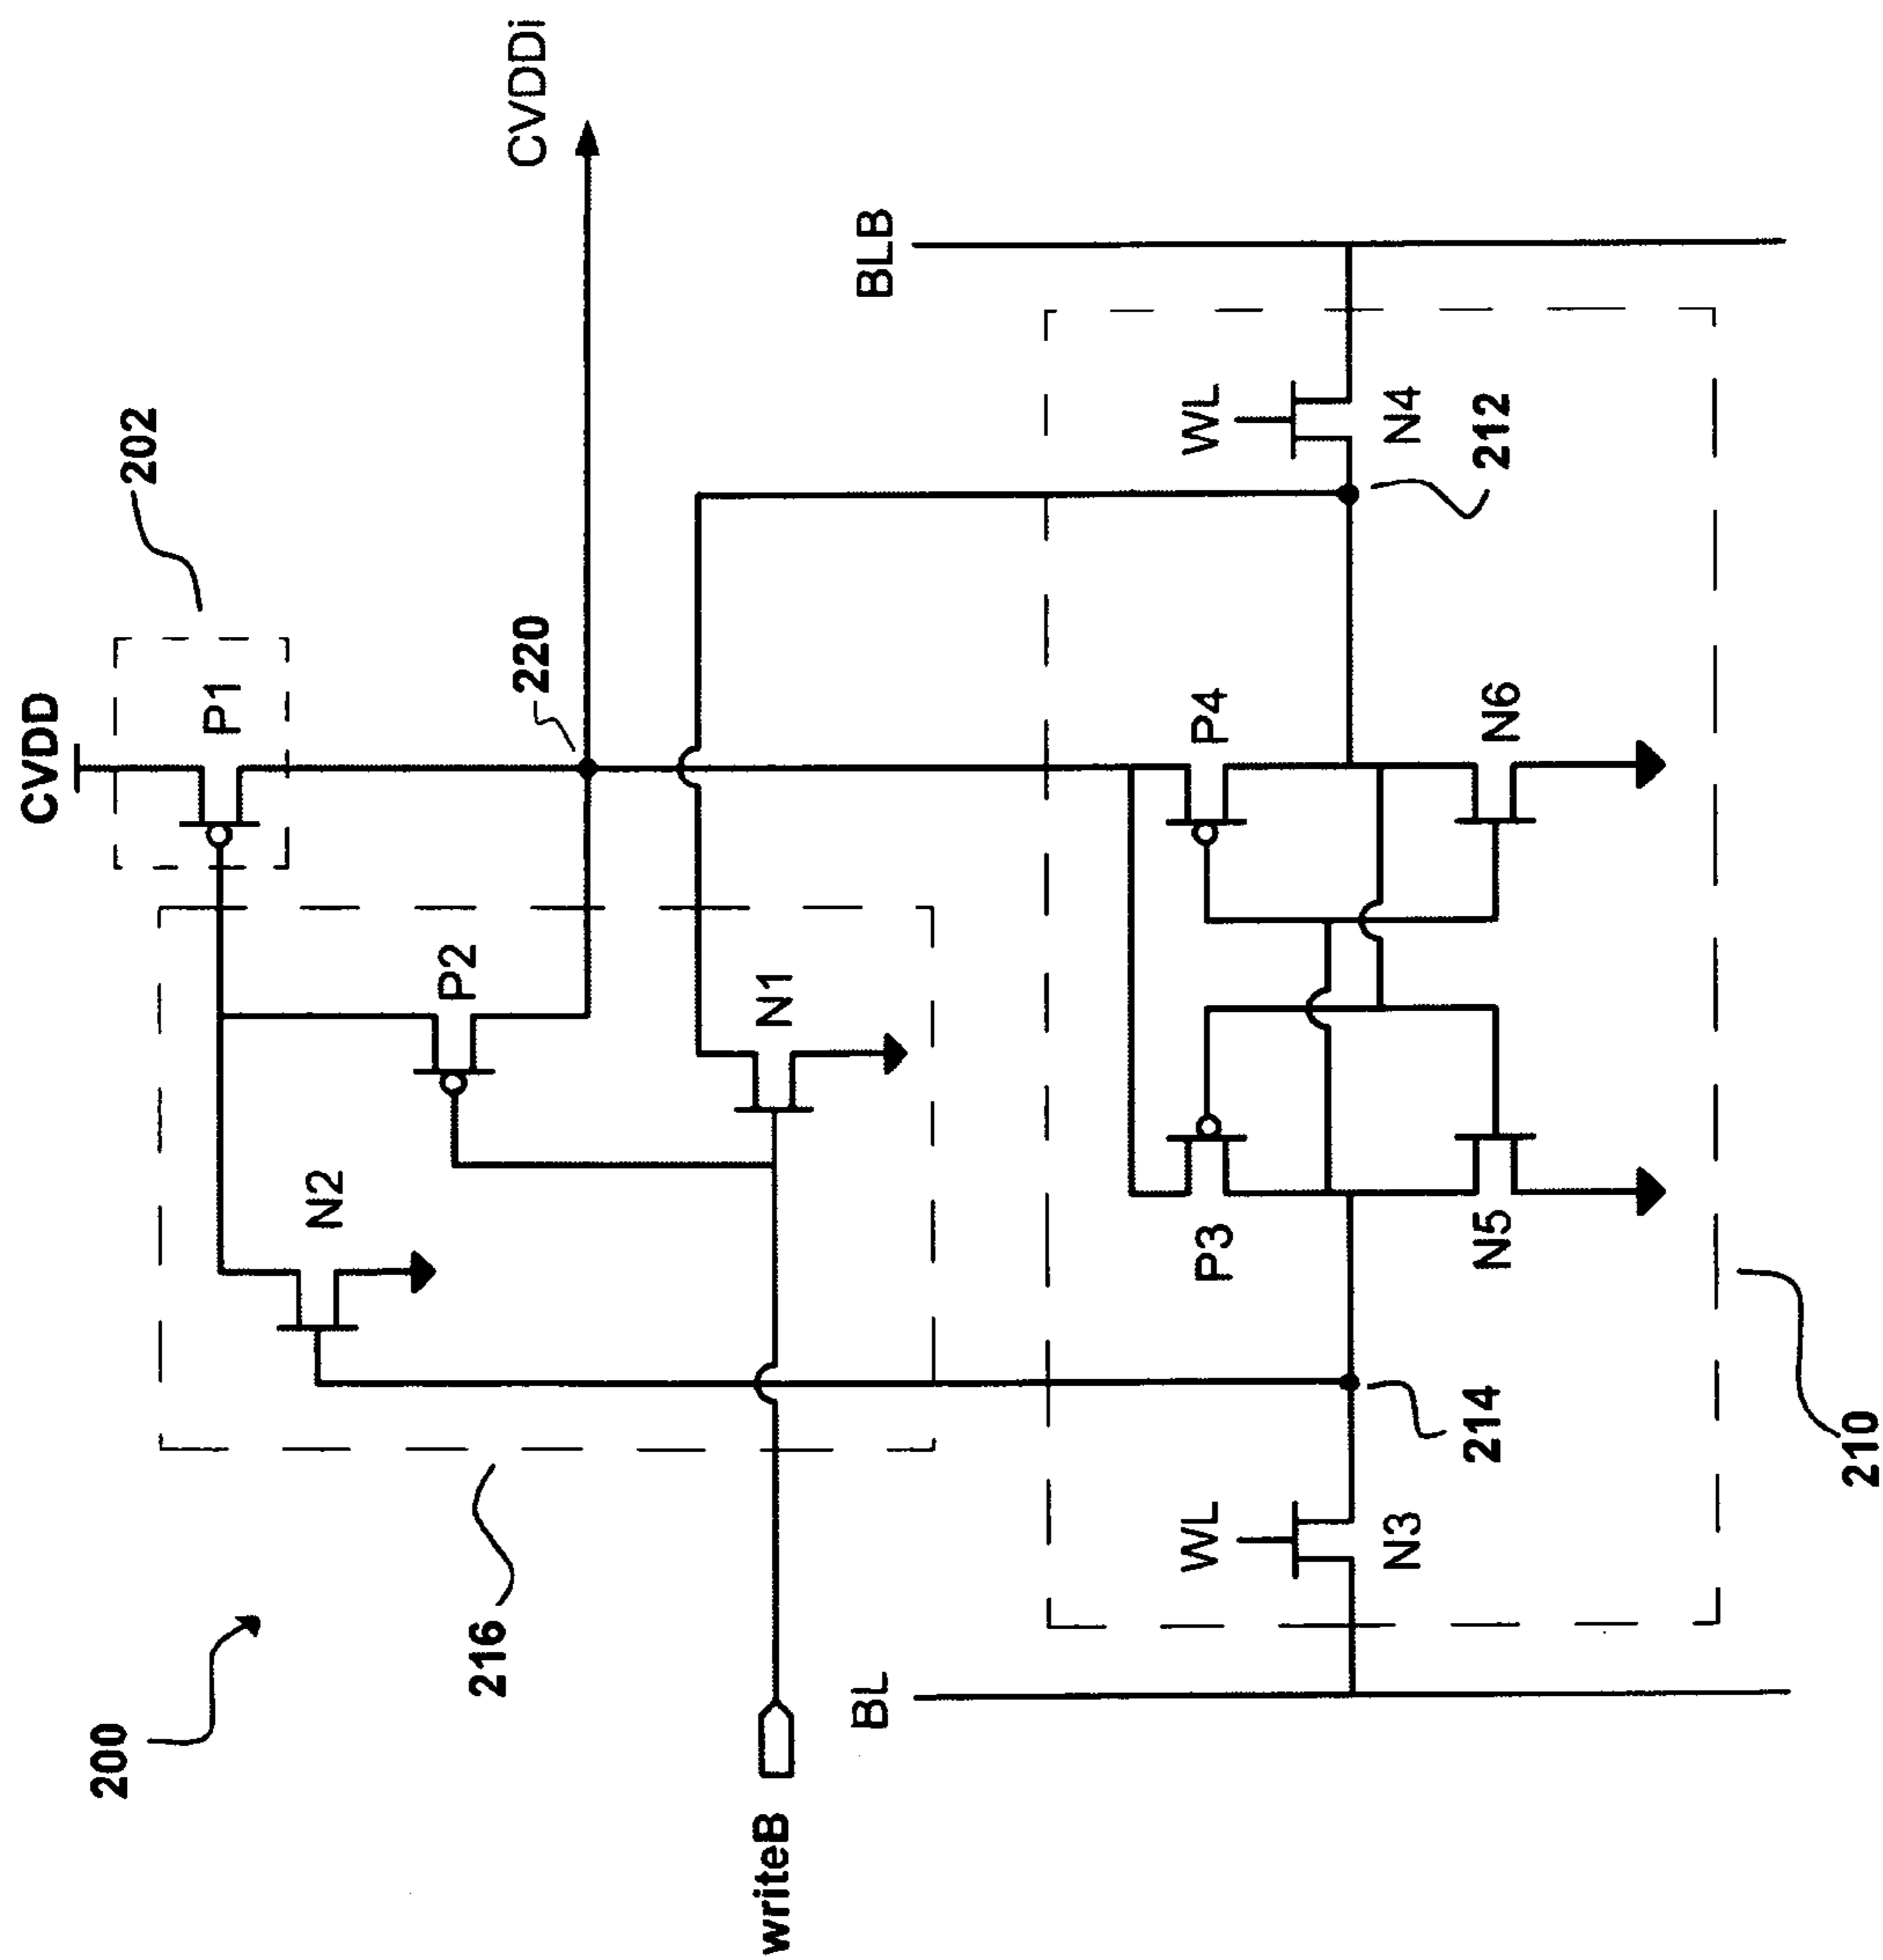 CVDD
202
P1
CVDDi
220
200
216
N2
P2
N1
writeB
BL
BLB
WL
WL
N3
N4
214
212
P3
P4
N5
N6
210